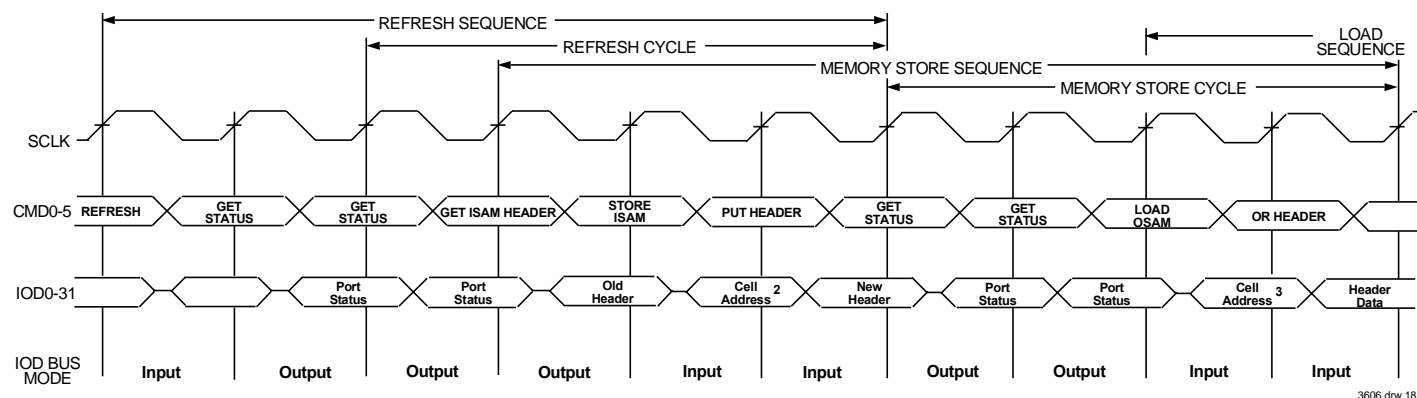 REFRESH SEQUENCE
REFRESH CYCLE
LOAD
SEQUENCE
MEMORY STORE SEQUENCE
MEMORY STORE CYCLE
SCLK
CMD0-5
REFRESH
GET
STATUS
GET
STATUS
GET ISAM HEADER
STORE
ISAM
PUT HEADER
GET
STATUS
GET
STATUS
LOAD
OSAM
OR HEADER
IOD0-31
Port
Status
Port
Status
Old
Header
Cell 2
Address
New
Header
Port
Status
Port
Status
Cell 3
Address
Header
Data
IOD BUS
MODE
Input
Output
Output
Output
Input
Input
Output
Output
Input
Input
3606 drw 18